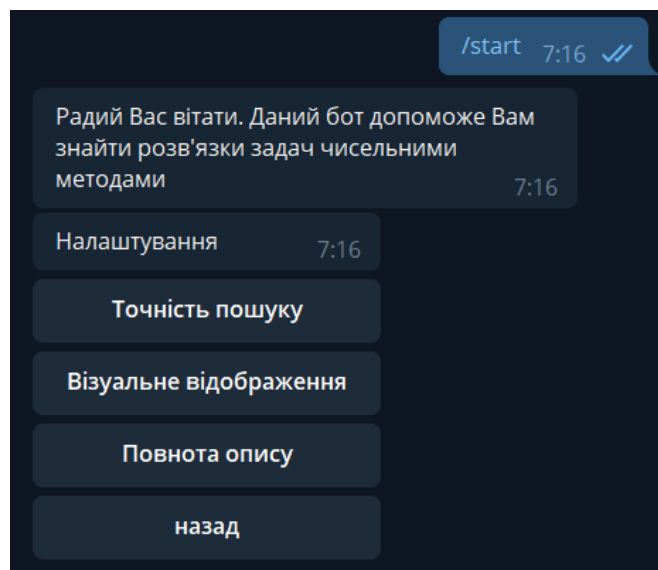 /start 7:16
Радий Вас вітати. Даний бот допоможе Вам
знайти розв'язки задач чисельними
методами 7:16
Налаштування 7:16
Точність пошуку
Візуальне відображення
Повнота опису
назад